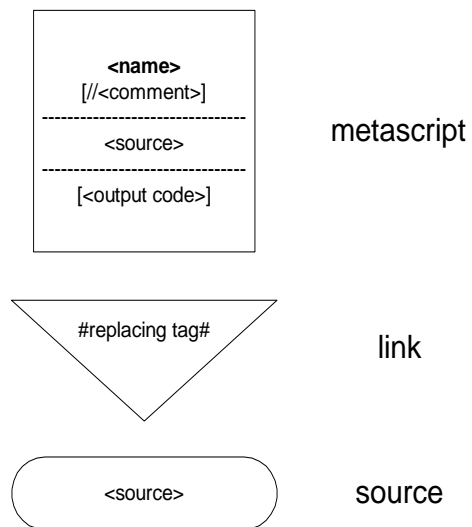 <name>
[//<comment>]
<source>
[<output code>]
metascript
#replacing tag#
link
<source>
source